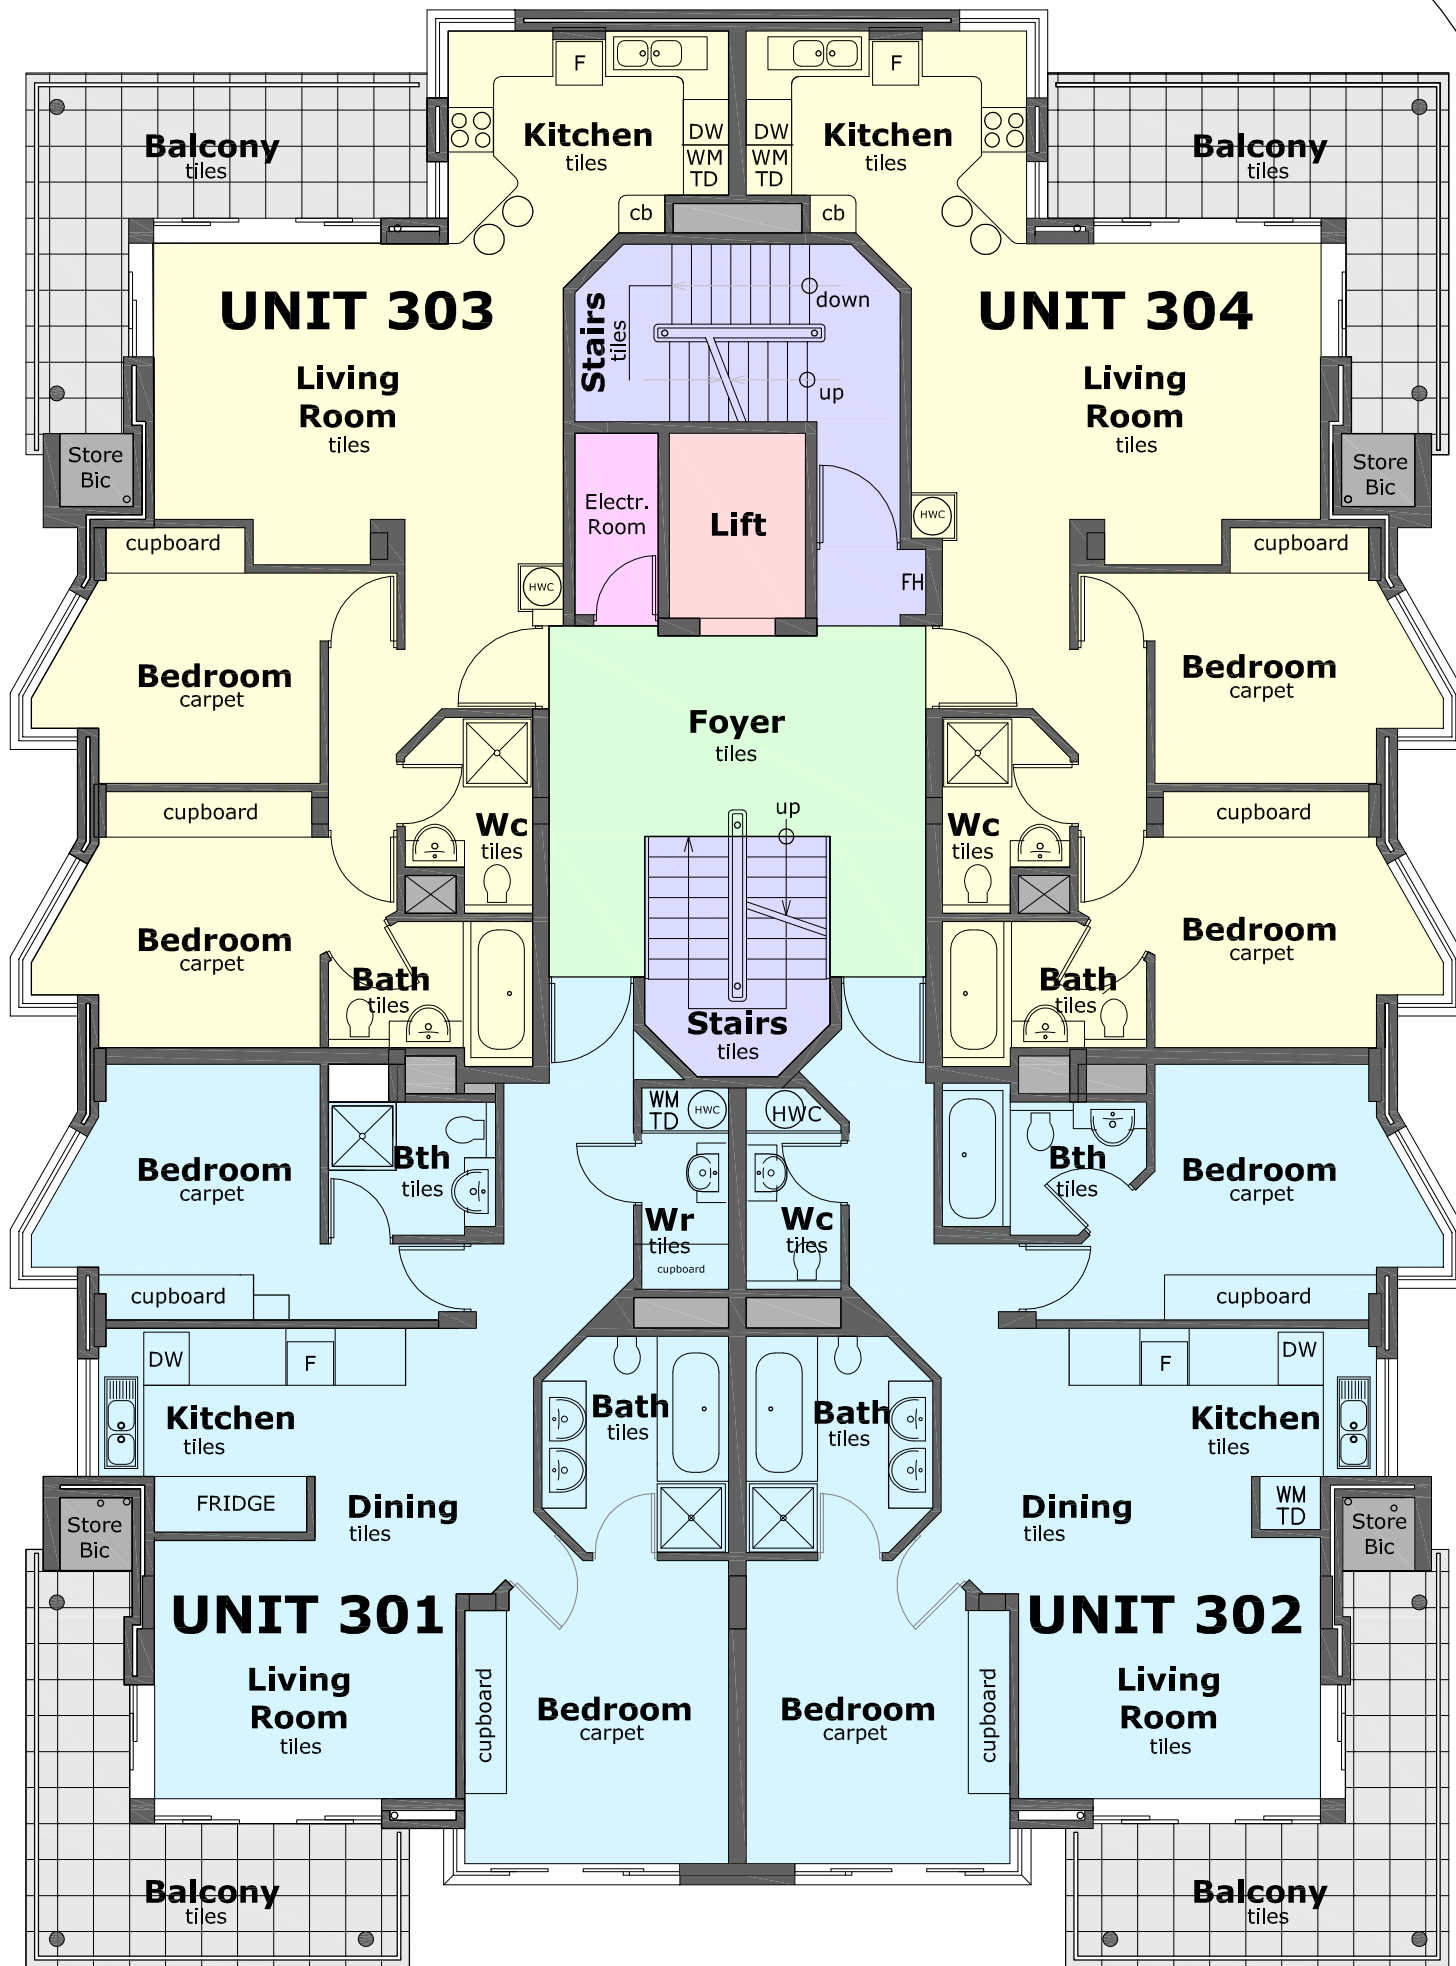 F
F
Kitchen
tiles
DW
WM
TD
DW
WM
TD
Kitchen
tiles
Balcony
tiles
Balcony
tiles
cb
cb
UNIT 303
Stairs
tiles
down
up
UNIT 304
Living
Room
tiles
Living
Room
tiles
Store
Bic
Store
Bic
Electr.
Room
Lift
HWC
cupboard
cupboard
HWC
FH
Bedroom
carpet
Bedroom
carpet
Foyer
tiles
cupboard
Wc
tiles
up
Wc
tiles
cupboard
Bedroom
carpet
Bedroom
carpet
Bath
tiles
Bath
tiles
Stairs
tiles
WM
TD
HWC
HWC
Bedroom
carpet
Bth
tiles
Bth
tiles
Bedroom
carpet
Wr
tiles
cupboard
Wc
tiles
cupboard
cupboard
DW
F
F
DW
Kitchen
tiles
Bath
tiles
Bath
tiles
Kitchen
tiles
FRIDGE
Dining
tiles
Dining
tiles
WM
TD
Store
Bic
Store
Bic
UNIT 301
UNIT 302
Living
Room
tiles
cupboard
Bedroom
carpet
Bedroom
carpet
cupboard
Living
Room
tiles
Balcony
tiles
Balcony
tiles